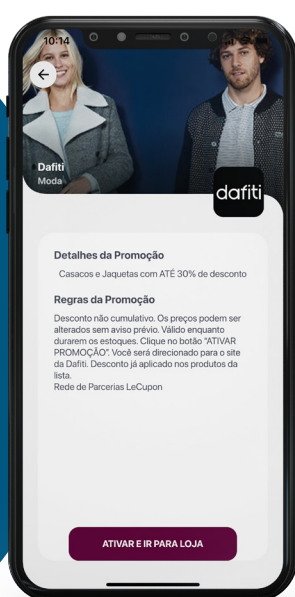 10:14
Dafiti
Moda
dafiti
Detalhes da Promoção
Casacos e Jaquetas com ATÉ 30% de desconto
Regras da Promoção
Desconto não cumulativo. Os preços podem ser
alterados sem aviso prévio. Válido enquanto
durarem os estoques. Clique no botão "ATIVAR
PROMOÇÃO". Você será direcionado para o site
da Dafiti. Desconto já aplicado nos produtos da
lista.
Rede de Parcerias LeCupon
ATIVAR E IR PARA LOJA